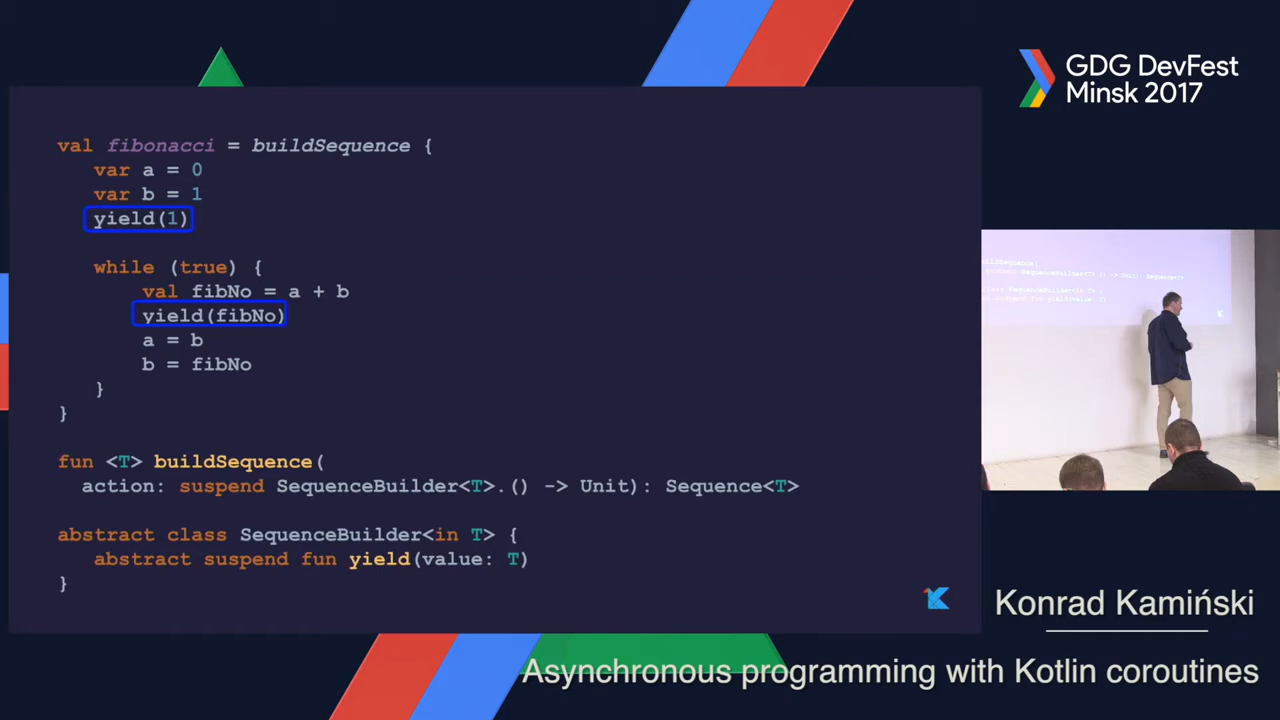 GDG DevFest
Minsk 2017
val fibonacci = buildSequence {
var a = 0
var b = 1
yield(1)
while (true) {
val fibNo = a + b
yield(fibNo)
a = b
b = fibNo
}
}
fun <T> buildSequence(
action: suspend SequenceBuilder<T>.() -> Unit): Sequence<T>
abstract class SequenceBuilder<in T> {
abstract suspend fun yield(value: T)
}
Konrad Kamiński
Asynchronous programming with Kotlin coroutines